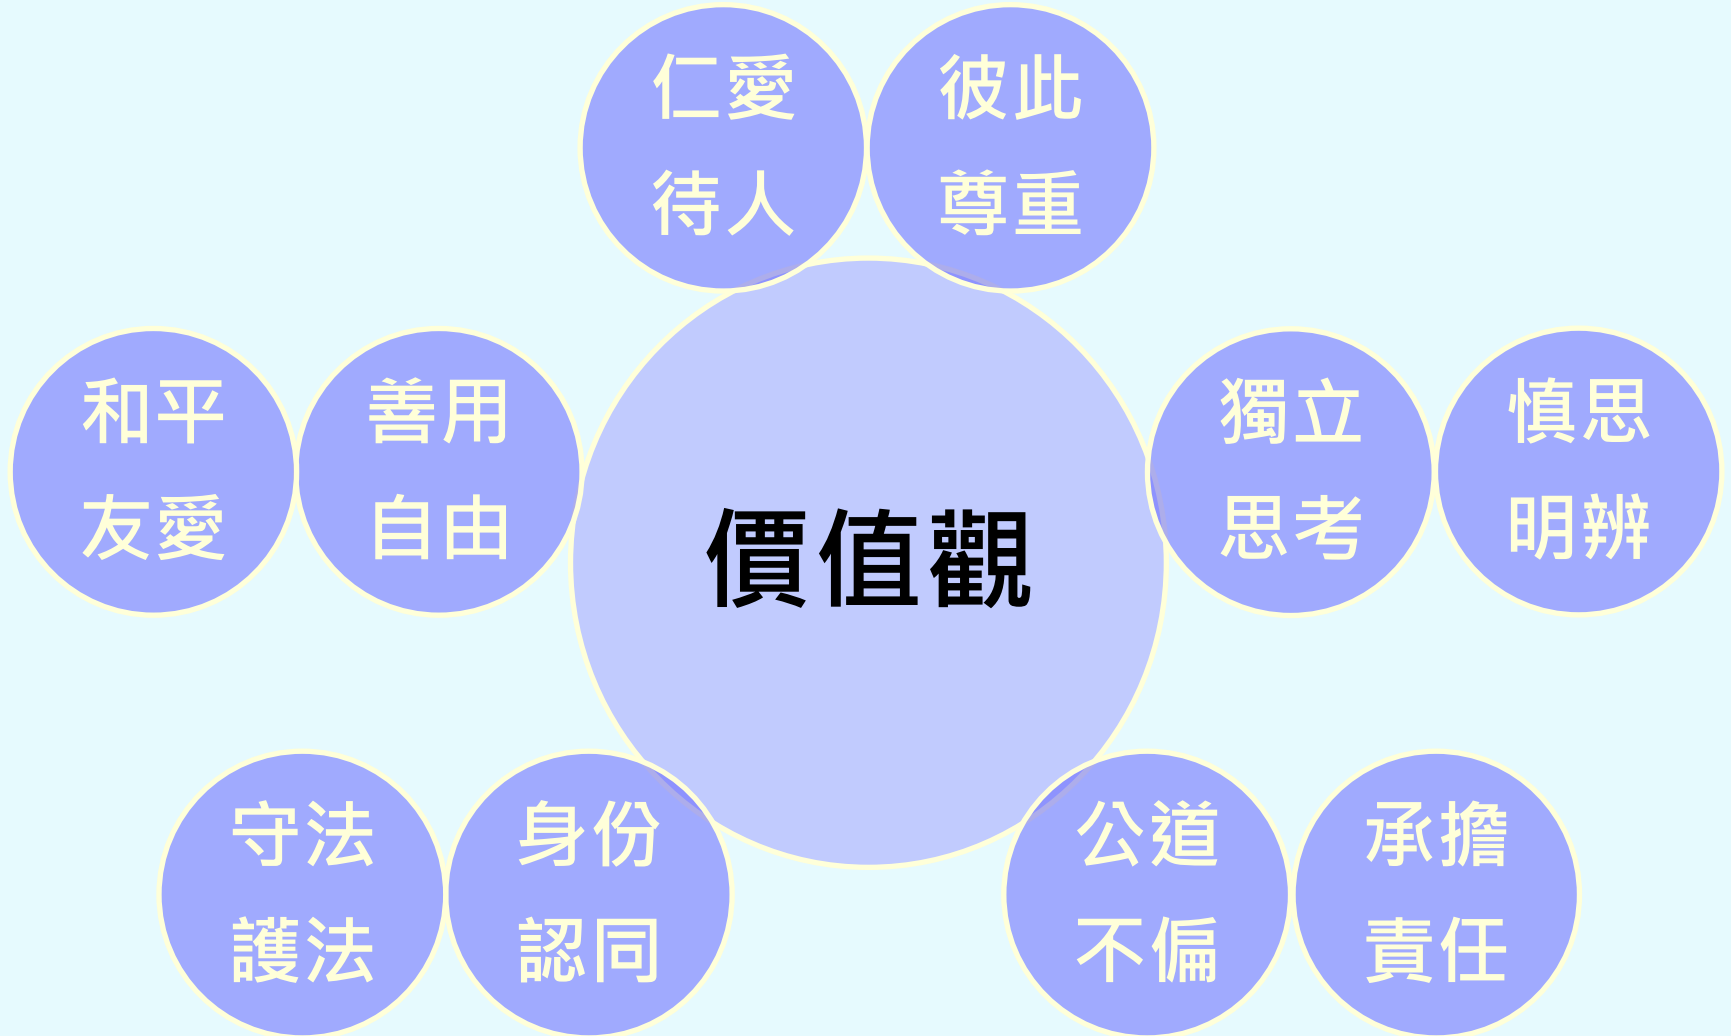 仁愛
待人
彼此
尊重
和平
友愛
善用
自由
價值觀
獨立
思考
慎思
明辨
守法
護法
身份
認同
公道
不偏
承擔
責任